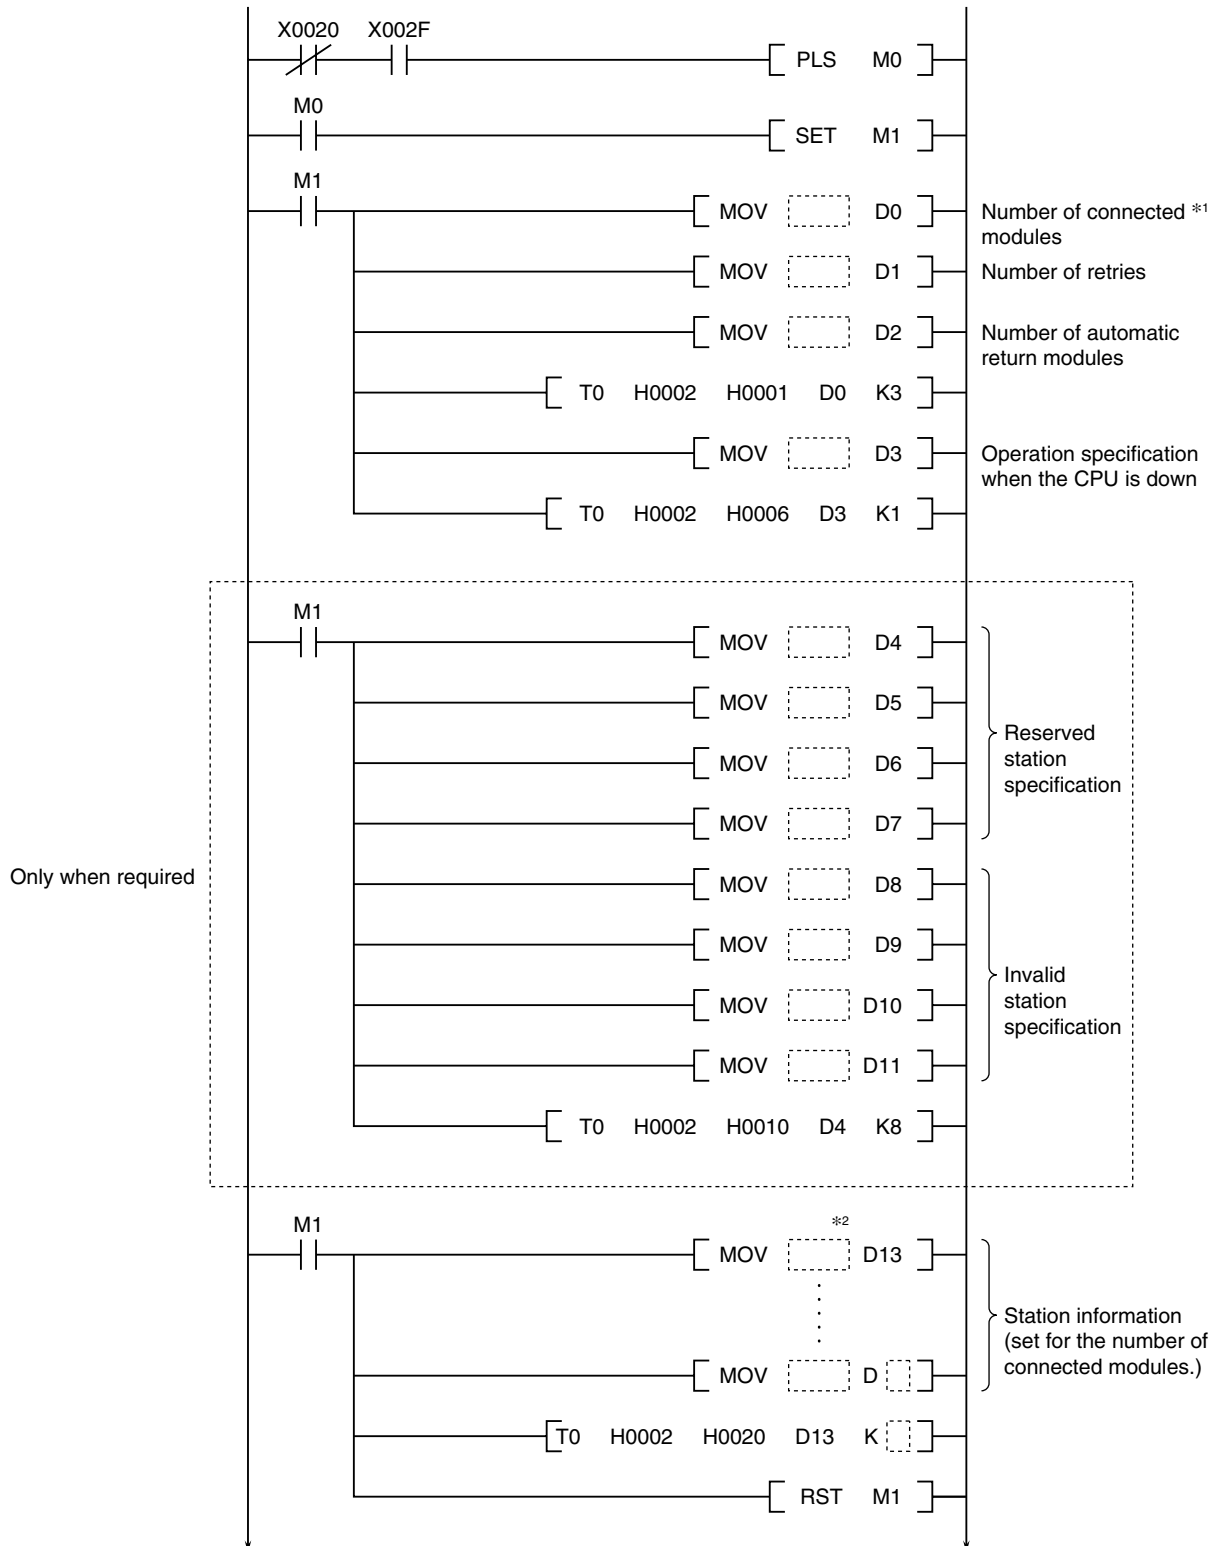 X0020 X002F
PLS M0
M0
SET M1
M1
MOV D0 Number of connected *1
modules
MOV D1 Number of retries
MOV D2 Number of automatic
return modules
T0 H0002 H0001 D0 K3
MOV D3 Operation specification
when the CPU is down
T0 H0002 H0006 D3 K1
M1
MOV D4
MOV D5
Reserved
station
specification
MOV D6
MOV D7
Only when required
MOV D8
MOV D9
Invalid
station
specification
MOV D10
MOV D11
T0 H0002 H0010 D4 K8
M1
*2
MOV D13
Station information
(set for the number of
connected modules.)
MOV D
T0 H0002 H0020 D13 K
RST M1